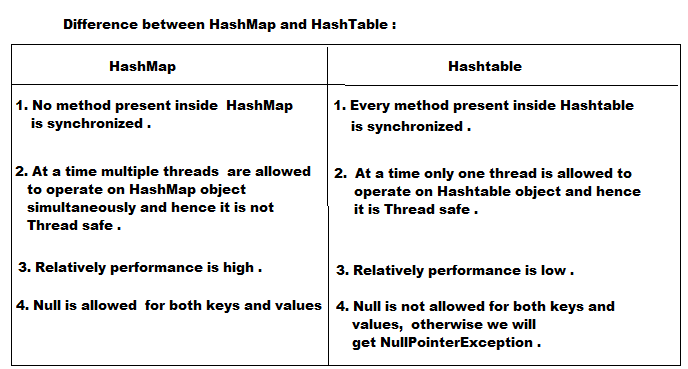 Difference between HashMap and HashTable :
HashMap
1. No method present inside HashMap
is synchronized .
2. At a time multiple threads are allowed
to operate on HashMap object
simultaneously and hence it is not
Thread safe .
3. Relatively performance is high .
4. Null is allowed for both keys and values
Hashtable
1. Every method present inside Hashtable
is synchronized .
2. At a time only one thread is allowed to
operate on Hashtable object and hence
it is Thread safe .
3. Relatively performance is low .
4. Null is not allowed for both keys and
values, otherwise we will
get NullPointerException .